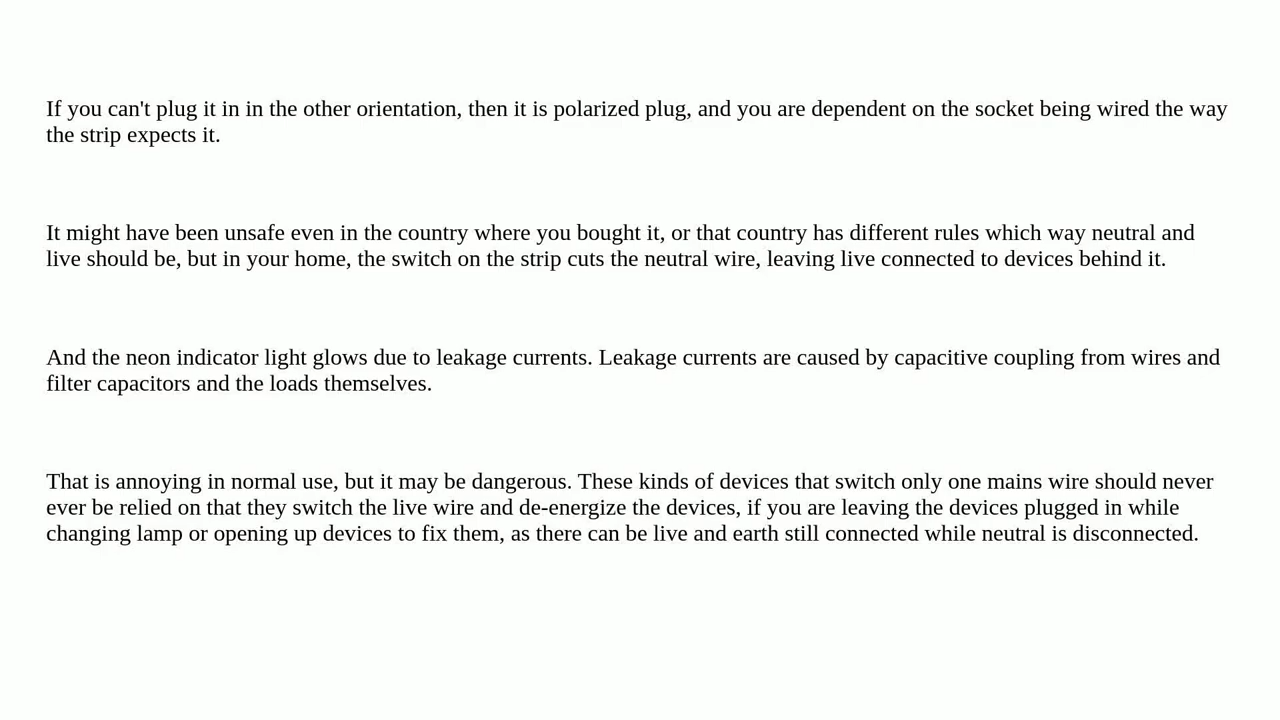 If you can't plug it in in the other orientation, then it is polarized plug, and you are dependent on the socket being wired the way
the strip expects it.
It might have been unsafe even in the country where you bought it, or that country has different rules which way neutral and
live should be, but in your home, the switch on the strip cuts the neutral wire, leaving live connected to devices behind it.
And the neon indicator light glows due to leakage currents. Leakage currents are caused by capacitive coupling from wires and
filter capacitors and the loads themselves.
That is annoying in normal use, but it may be dangerous. These kinds of devices that switch only one mains wire should never
ever be relied on that they switch the live wire and de-energize the devices, if you are leaving the devices plugged in while
changing lamp or opening up devices to fix them, as there can be live and earth still connected while neutral is disconnected.